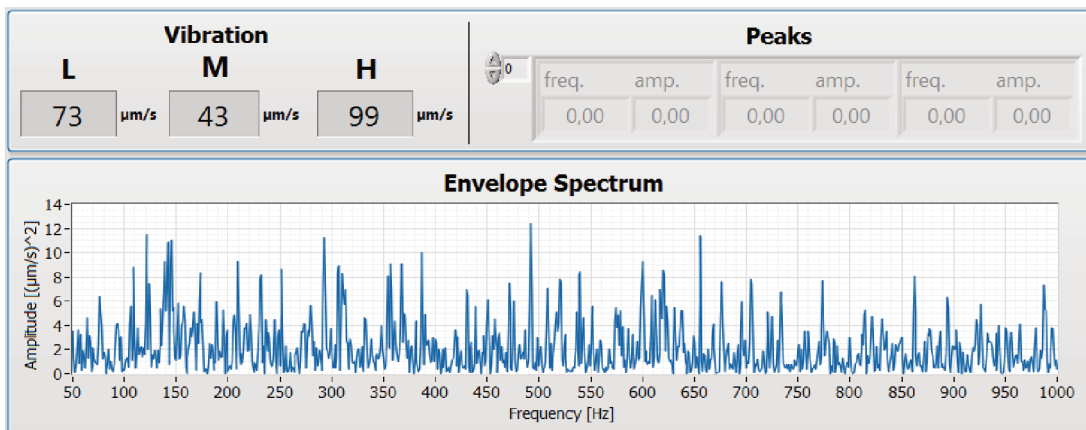 Vibration
L M H
73 µm/s 43 µm/s 99 µm/s
Peaks
0
freq. amp. freq. amp. freq. amp.
0,00 0,00 0,00 0,00 0,00 0,00
Envelope Spectrum
Amplitude [(µm/s)^2]
14
12
10
8
6
4
2
0
50 100 150 200 250 300 350 400 450 500 550 600 650 700 750 800 850 900 950 1000
Frequency [Hz]